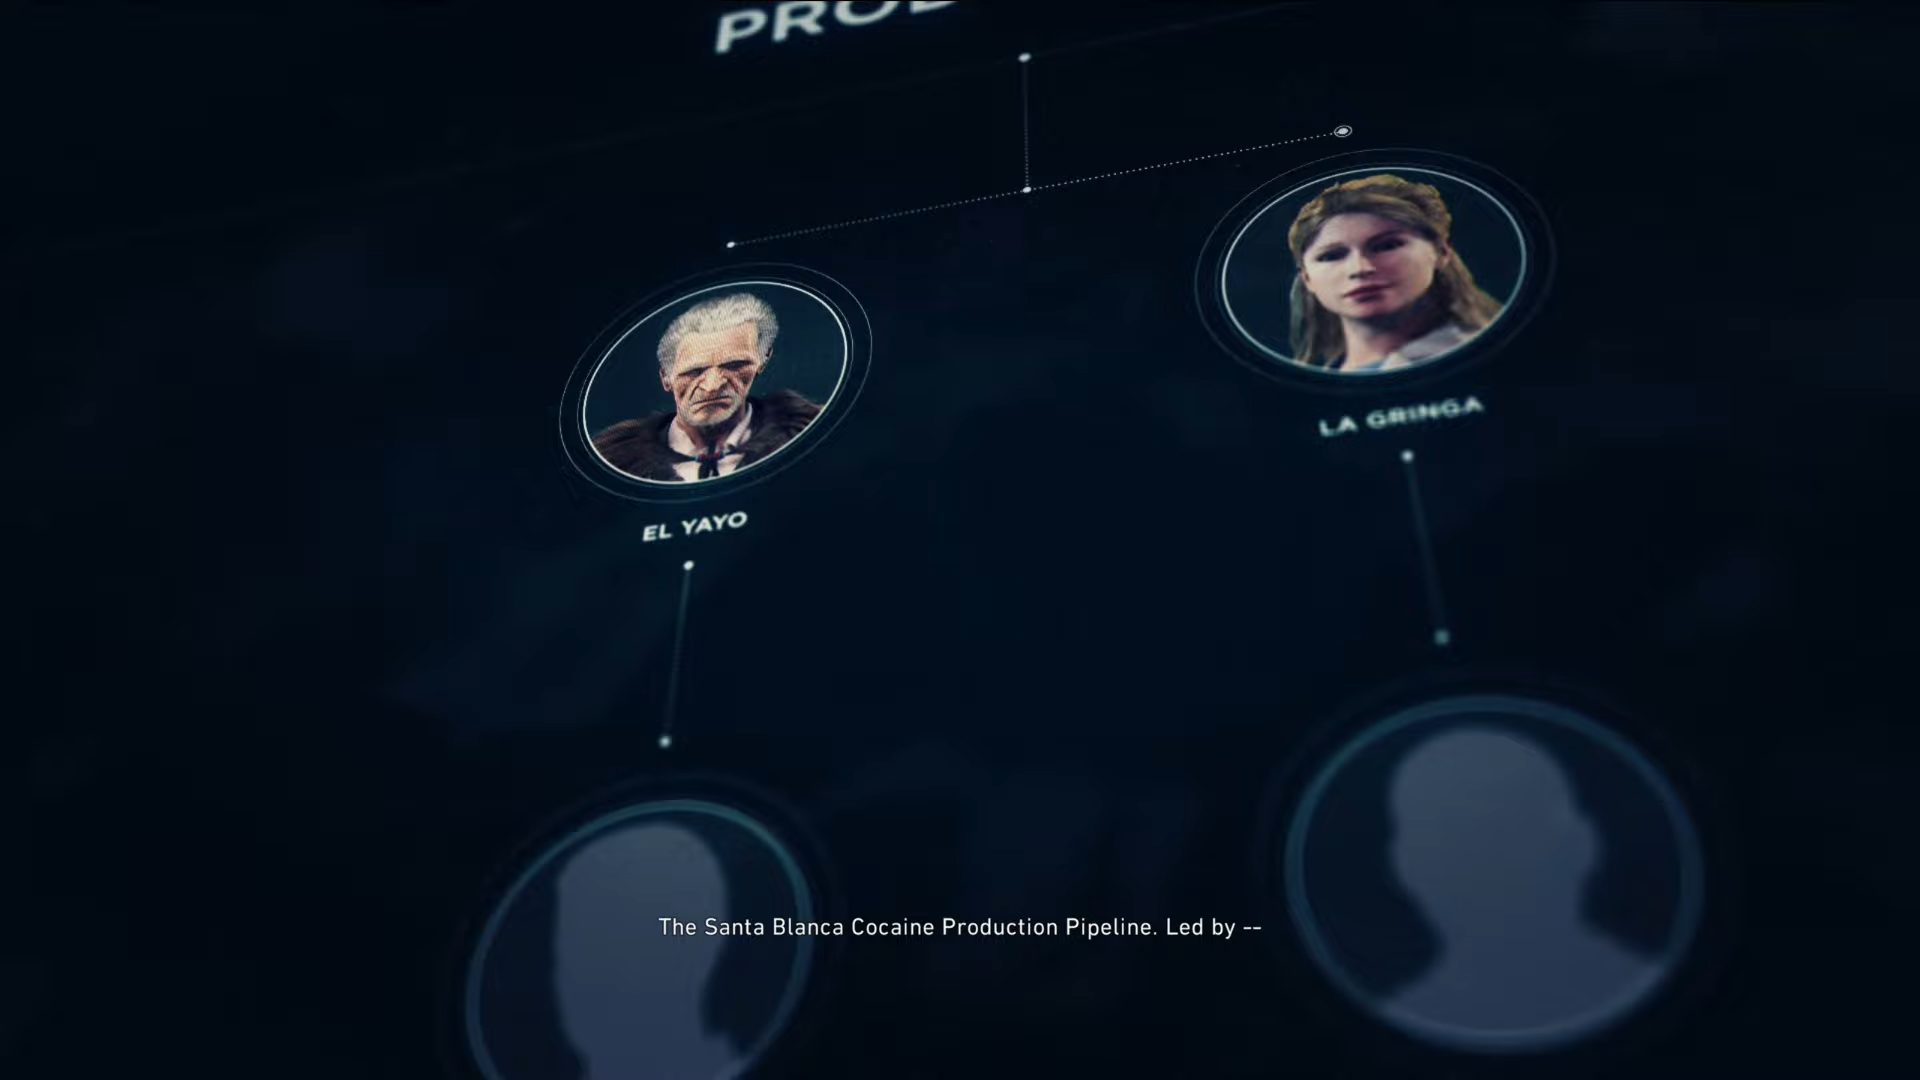 PROD
LA GRINGA
EL YAYO
The Santa Blanca Cocaine Production Pipeline. Led by --